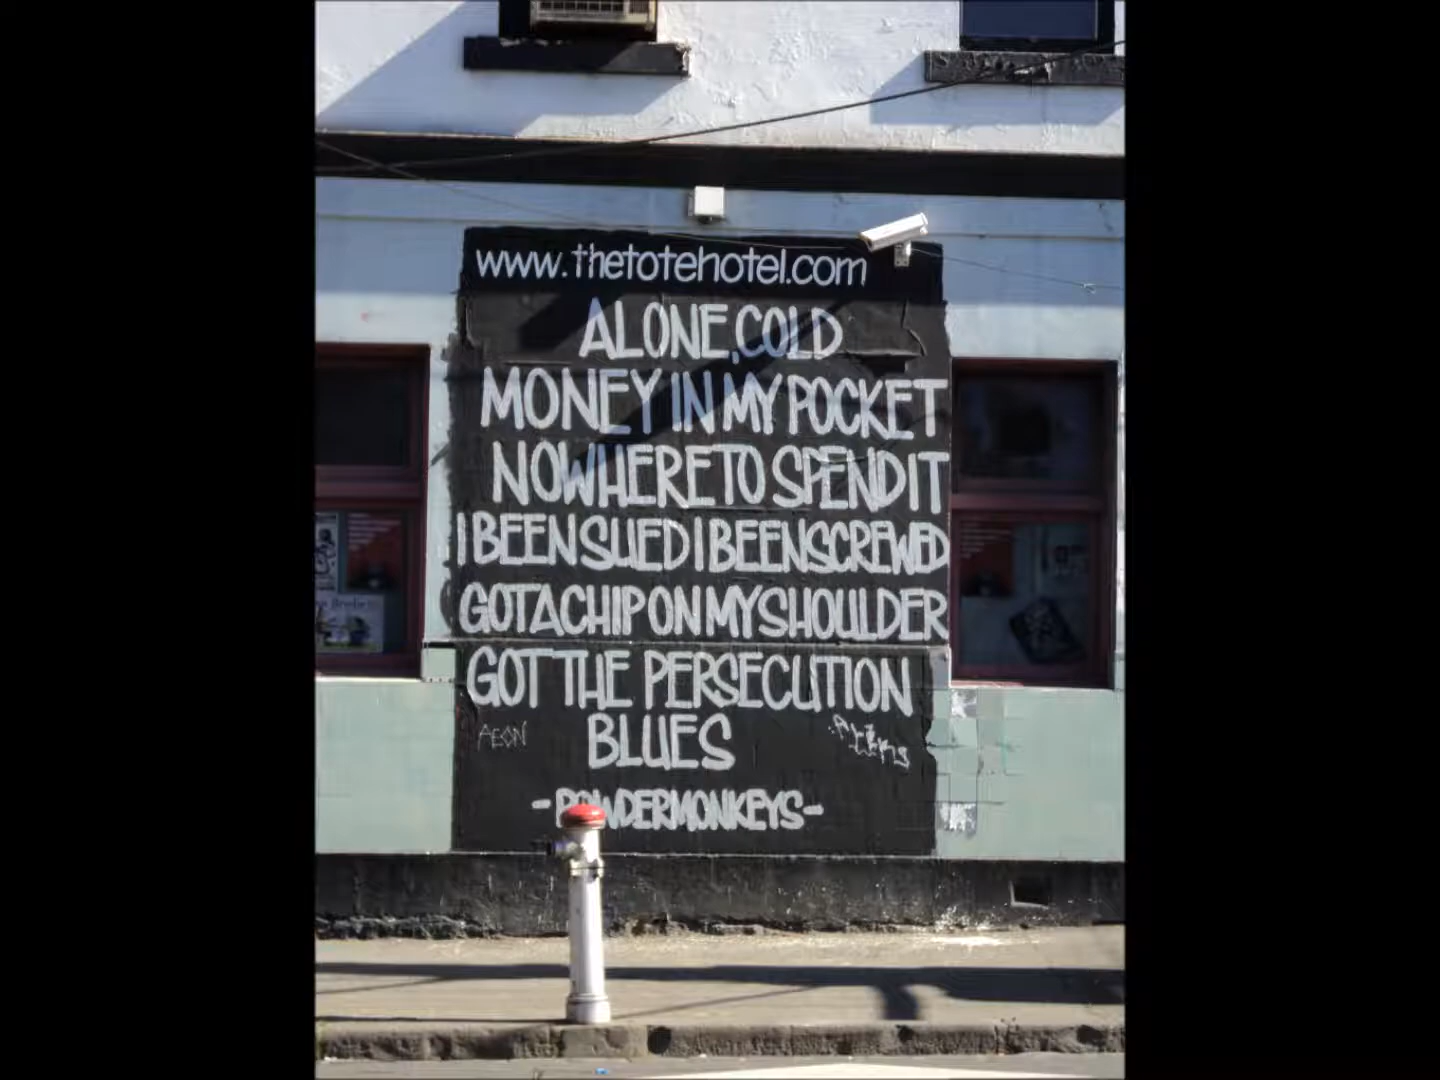 www.thetotehotel.com
ALONE, COLD
MONEY IN MY POCKET
NOWHERE TO SPEND IT
I BEEN SUED I BEEN SCREWED
GOT A CHIP ON MY SHOULDER
GOT THE PERSECUTION
BLUES
AEON
-POWDERMONKEYS-